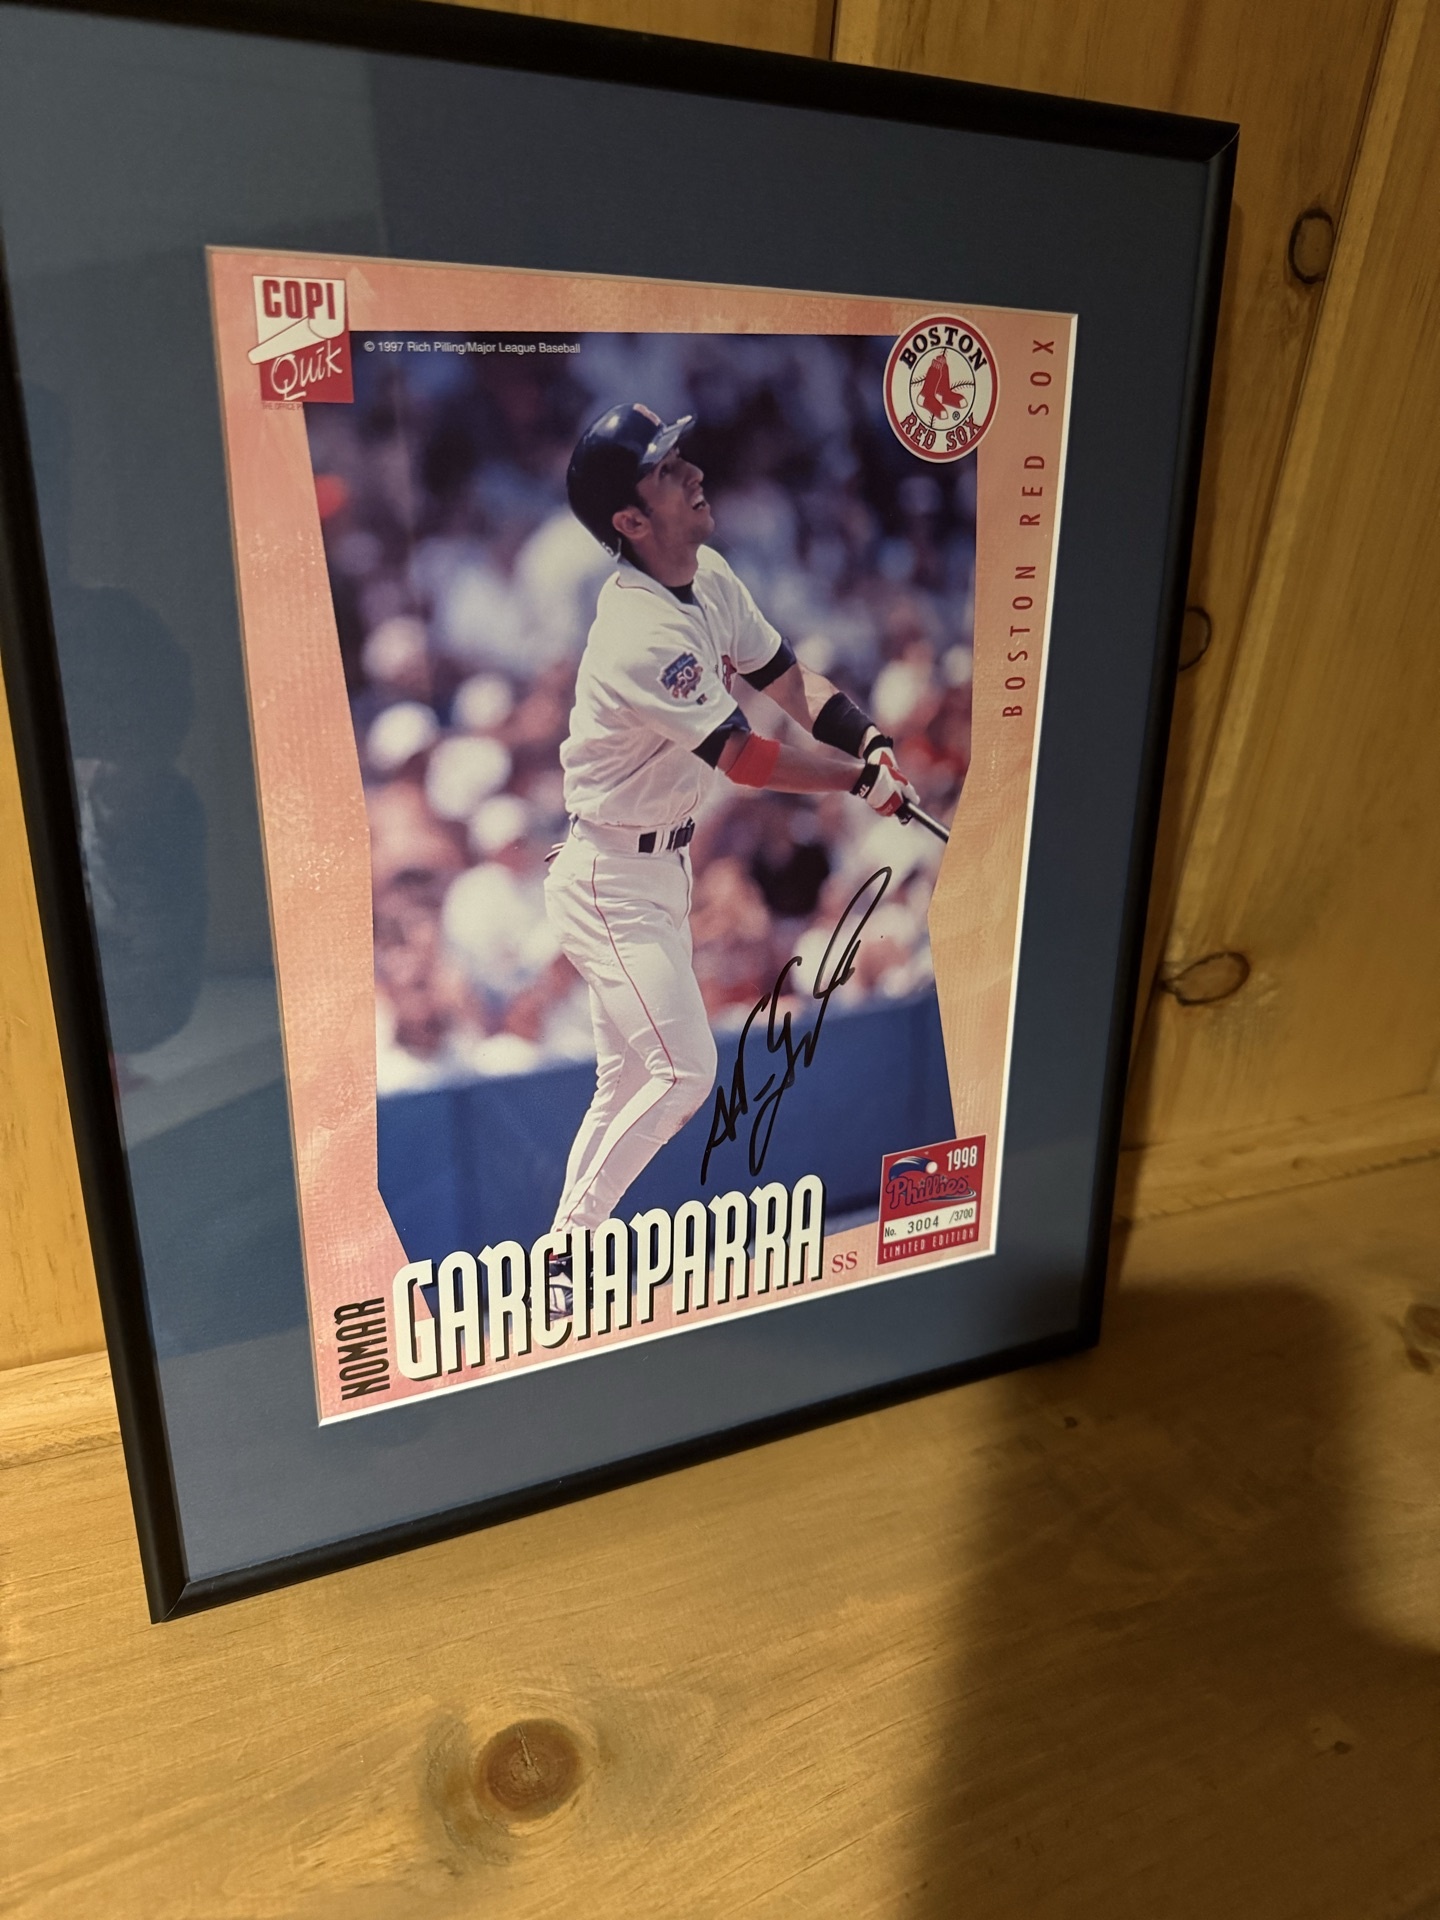 COPI
Quik
© 1997 Rich Pilling/Major League Baseball
BOSTON
RED SOX
®
BOSTON RED SOX
50
1998
Phillies
No. 3004 /3700
LIMITED EDITION
NOMAR
GARCIAPARRA SS